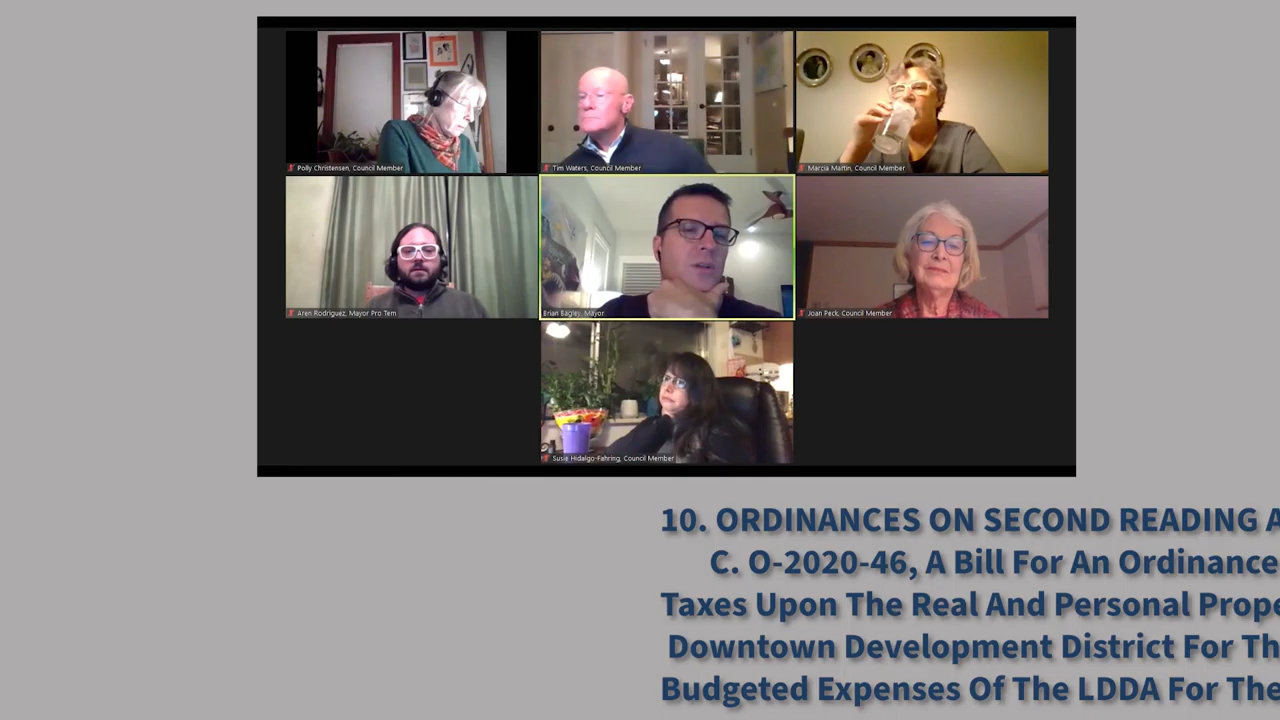 Polly Christensen, Council Member
Tim Waters, Council Member
Marcia Martin, Council Member
Aren Rodriguez, Mayor Pro Tem
Brian Bagley, Mayor
Joan Peck, Council Member
Susie Hidalgo-Fahring, Council Member
10. ORDINANCES ON SECOND READING A
C. O-2020-46, A Bill For An Ordinance
Taxes Upon The Real And Personal Prope
Downtown Development District For Th
Budgeted Expenses Of The LDDA For The